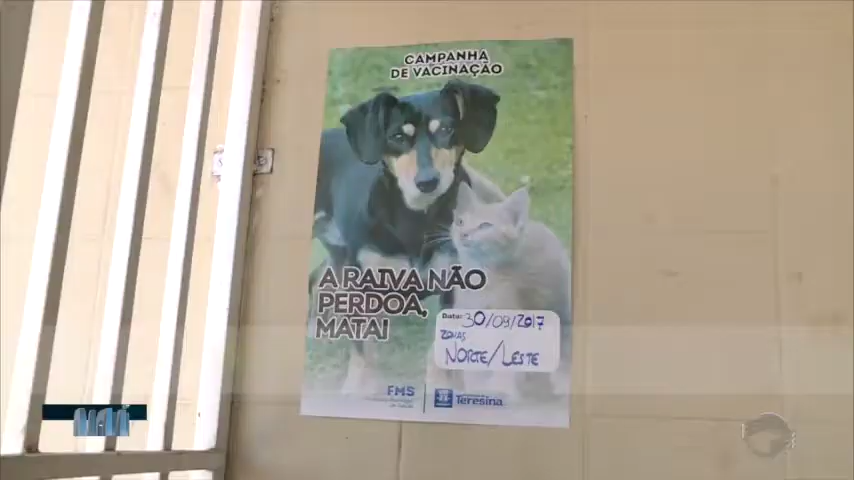 CAMPANHA
DE VACINAÇÃO
A RAIVA NÃO
PERDOA,
MATA!
Data: 30/09/2017
ZONAS
NORTE/LESTE
FMS
Teresina